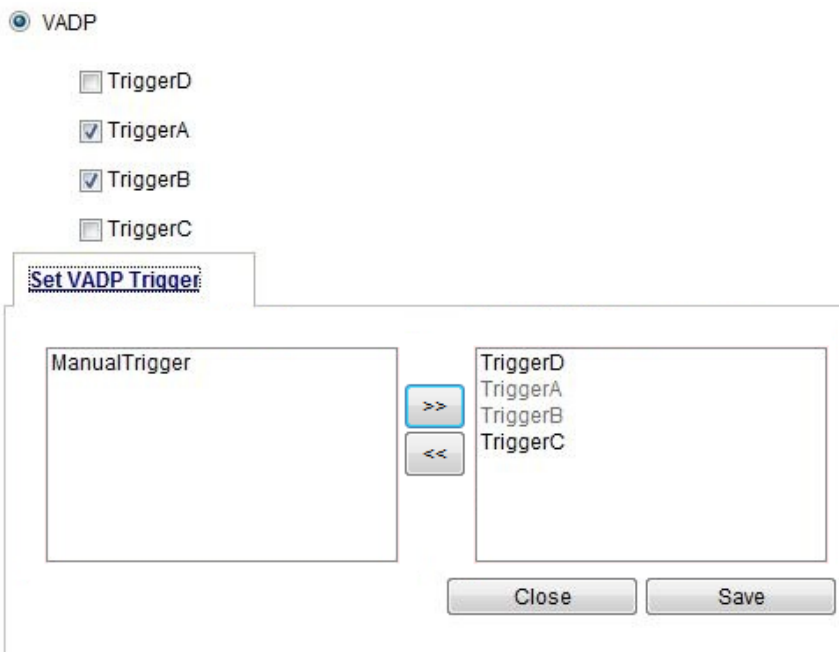 VADP
TriggerD
TriggerA
TriggerB
TriggerC
Set VADP Trigger
ManualTrigger
>>
<<
TriggerD
TriggerA
TriggerB
TriggerC
Close Save